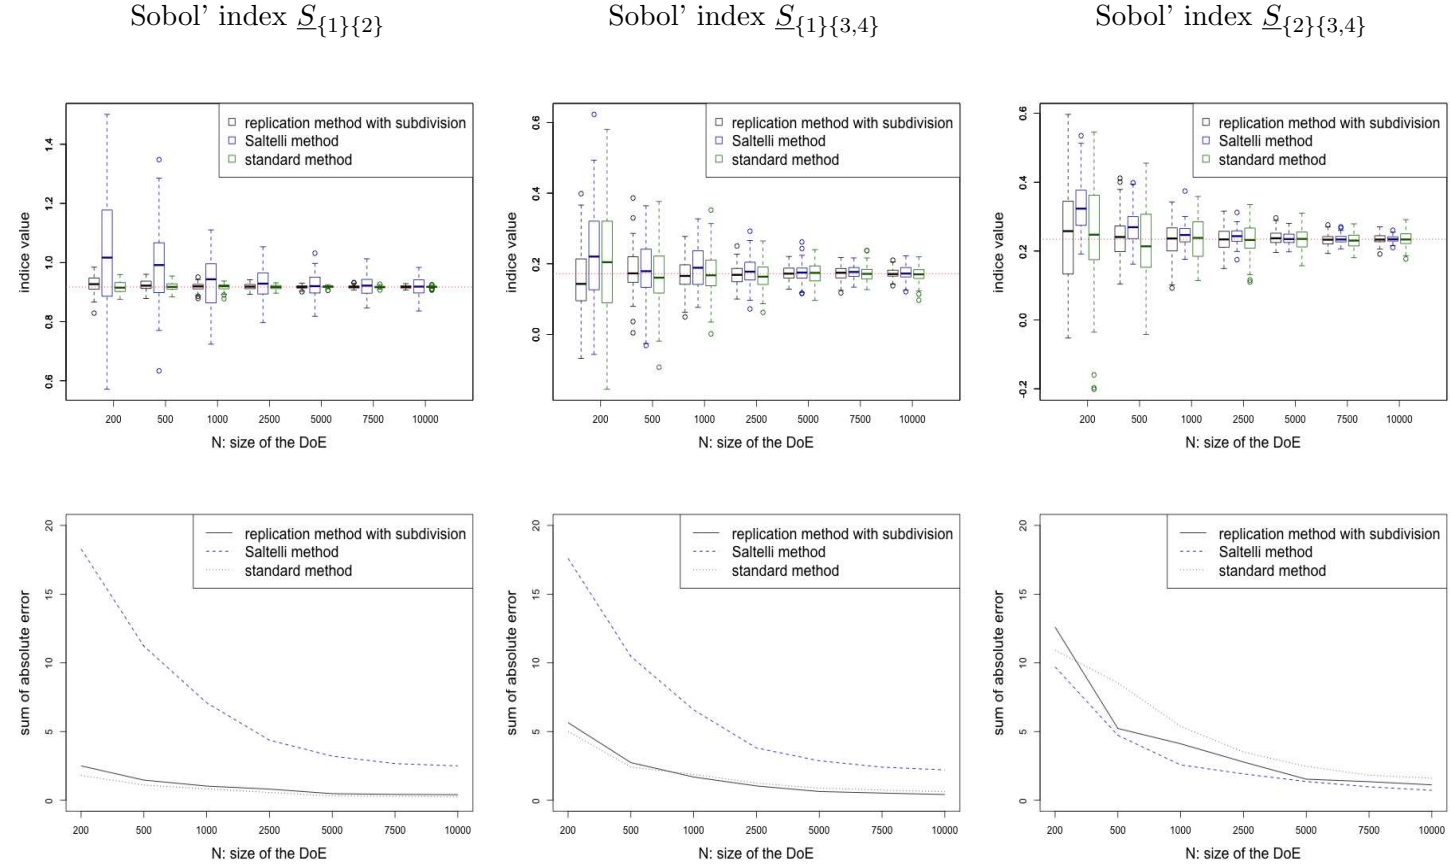 Sobol' index S{1}{2}
Sobol' index S{1}{3,4}
Sobol' index S{2}{3,4}
replication method with subdivision
Saltelli method
standard method
indice value
1.4
1.2
1.0
0.8
0.6
200 500 1000 2500 5000 7500 10000
N: size of the DoE
replication method with subdivision
Saltelli method
standard method
indice value
0.6
0.4
0.2
0.0
200 500 1000 2500 5000 7500 10000
N: size of the DoE
replication method with subdivision
Saltelli method
standard method
indice value
0.6
0.4
0.2
0.0
-0.2
200 500 1000 2500 5000 7500 10000
N: size of the DoE
replication method with subdivision
Saltelli method
standard method
sum of absolute error
20
15
10
5
0
200 500 1000 2500 5000 7500 10000
N: size of the DoE
replication method with subdivision
Saltelli method
standard method
sum of absolute error
20
15
10
5
0
200 500 1000 2500 5000 7500 10000
N: size of the DoE
replication method with subdivision
Saltelli method
standard method
sum of absolute error
20
15
10
5
0
200 500 1000 2500 5000 7500 10000
N: size of the DoE